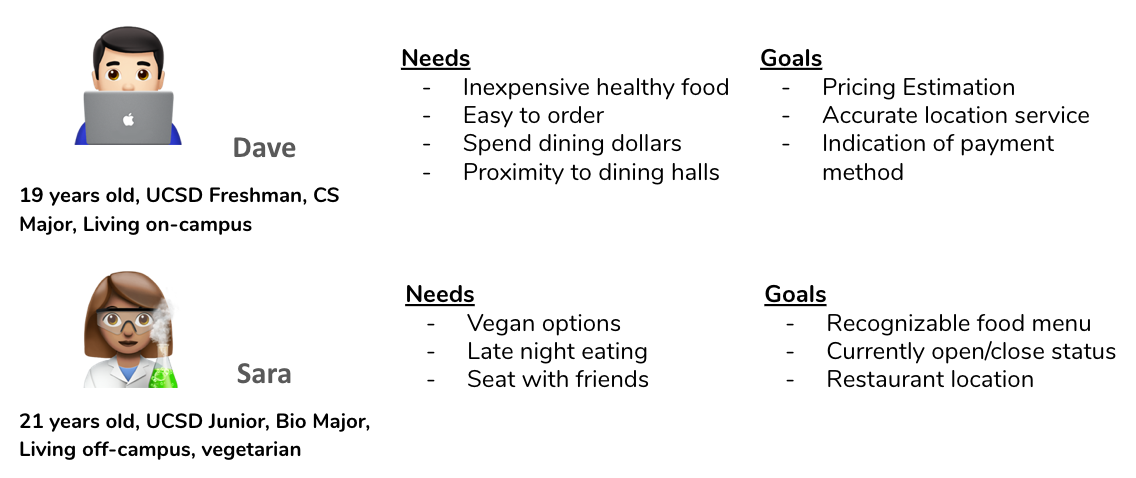 Dave
19 years old, UCSD Freshman, CS
Major, Living on-campus
Needs
- Inexpensive healthy food
- Easy to order
- Spend dining dollars
- Proximity to dining halls
Goals
- Pricing Estimation
- Accurate location service
- Indication of payment
method
Sara
21 years old, UCSD Junior, Bio Major,
Living off-campus, vegetarian
Needs
- Vegan options
- Late night eating
- Seat with friends
Goals
- Recognizable food menu
- Currently open/close status
- Restaurant location